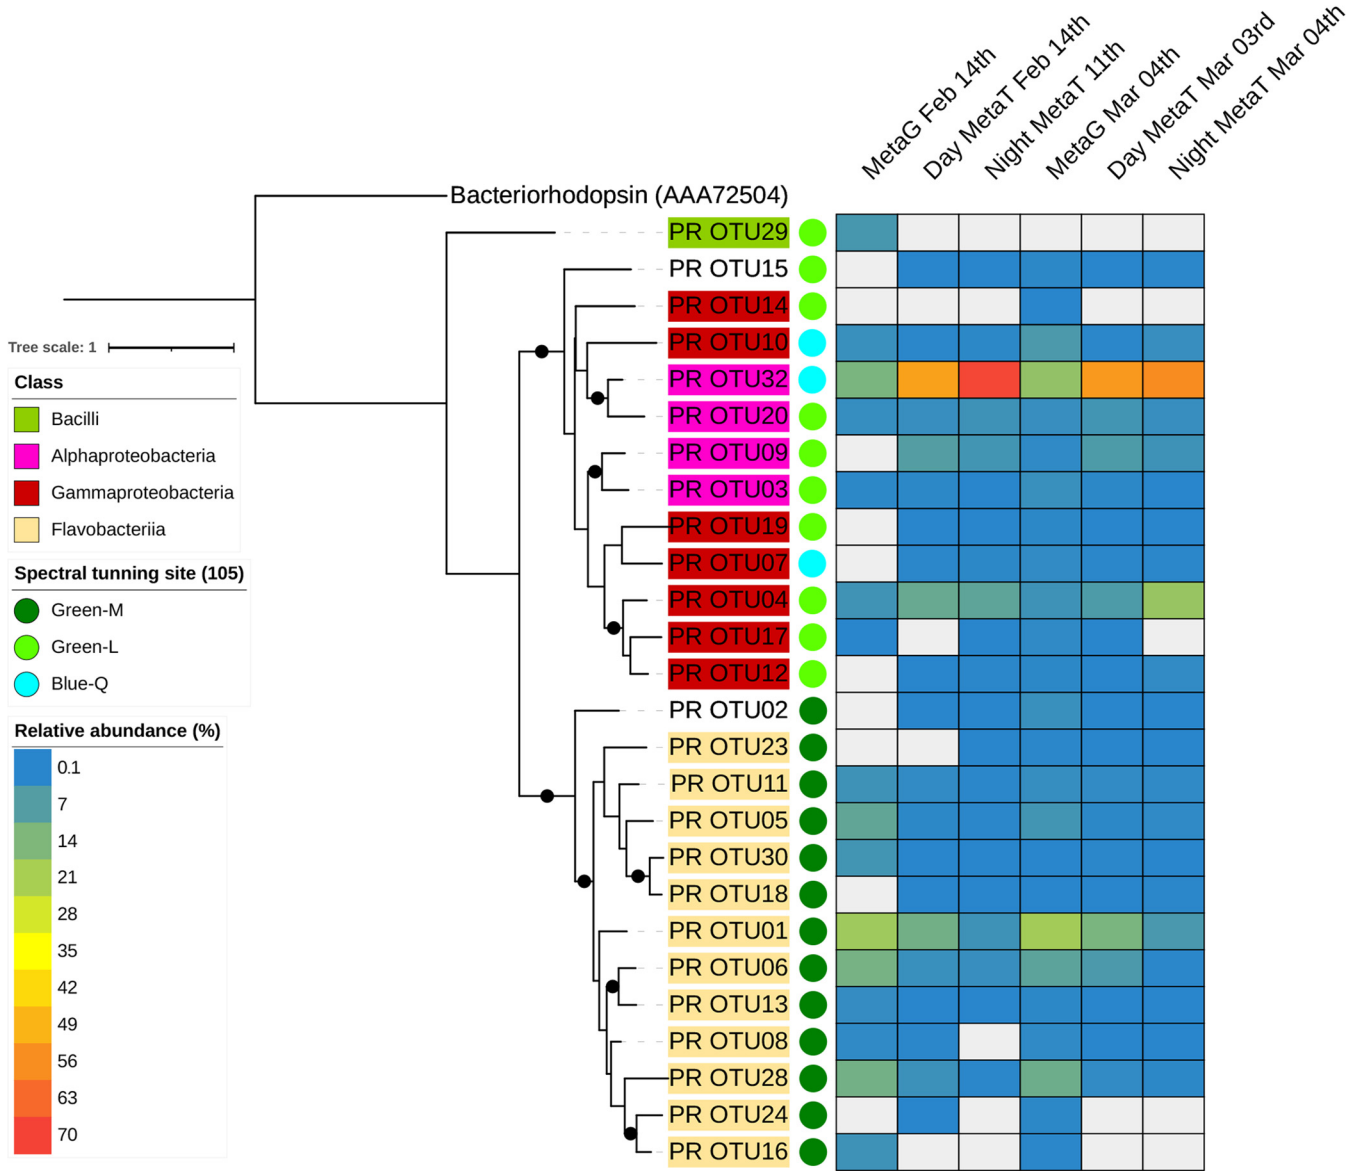 MetaG Feb 14th
Day MetaT Feb 14th
Night MetaT 11th
MetaG Mar 04th
Day MetaT Mar 03rd
Night MetaT Mar 04th
Bacteriorhodopsin (AAA72504)
PR OTU29
PR OTU15
PR OTU14
PR OTU10
PR OTU32
PR OTU20
PR OTU09
PR OTU03
PR OTU19
PR OTU07
PR OTU04
PR OTU17
PR OTU12
PR OTU02
PR OTU23
PR OTU11
PR OTU05
PR OTU30
PR OTU18
PR OTU01
PR OTU06
PR OTU13
PR OTU08
PR OTU28
PR OTU24
PR OTU16
Tree scale: 1
Class
Bacilli
Alphaproteobacteria
Gammaproteobacteria
Flavobacteriia
Spectral tunning site (105)
Green-M
Green-L
Blue-Q
Relative abundance (%)
0.1
7
14
21
28
35
42
49
56
63
70